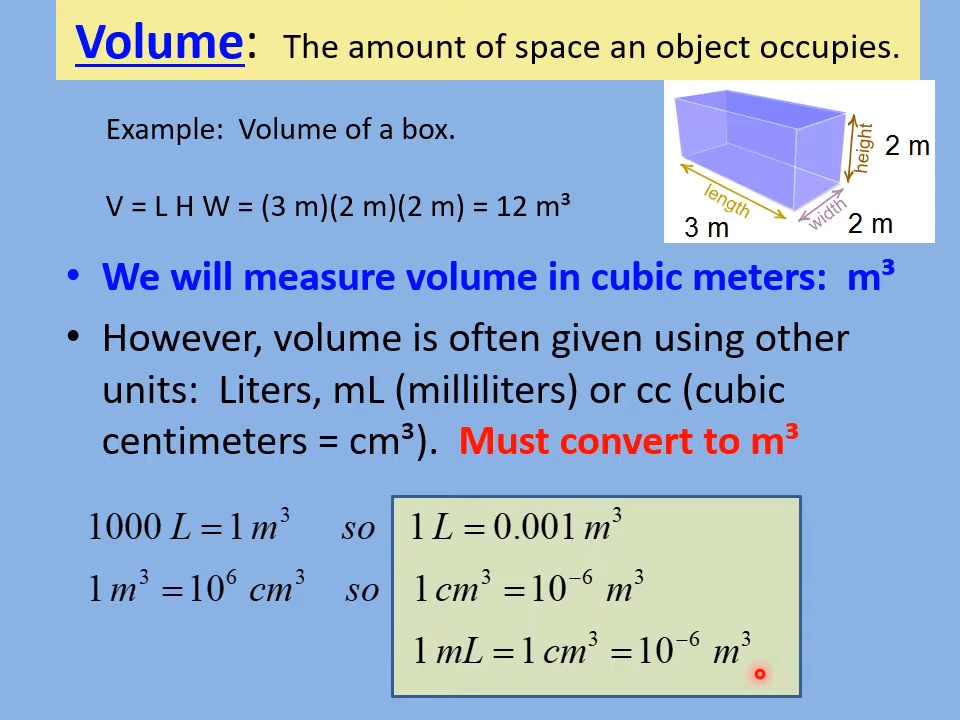 Volume: The amount of space an object occupies.
Example: Volume of a box.
V = L H W = (3 m)(2 m)(2 m) = 12 m³
height
2 m
length
width
3 m
2 m
• We will measure volume in cubic meters: m³
• However, volume is often given using other
units: Liters, mL (milliliters) or cc (cubic
centimeters = cm³). Must convert to m³
1000 L = 1 m³ so 1 L = 0.001 m³
1 m³ = 10⁶ cm³ so 1 cm³ = 10⁻⁶ m³
1 mL = 1 cm³ = 10⁻⁶ m³